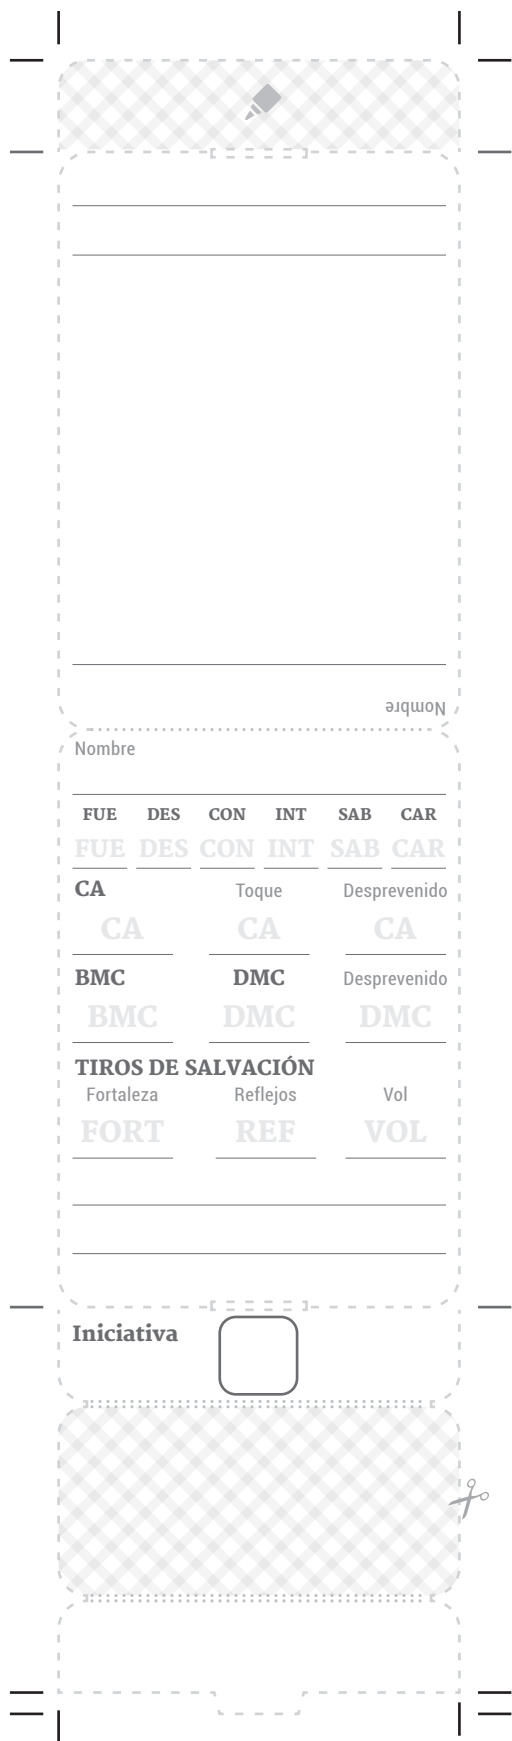 Nombre
Nombre
FUE DES CON INT SAB CAR
FUE DES CON INT SAB CAR
CA Toque Desprevenido
CA CA CA
BMC DMC Desprevenido
BMC DMC DMC
TIROS DE SALVACIÓN
Fortaleza Reflejos Vol
FORT REF VOL
Iniciativa